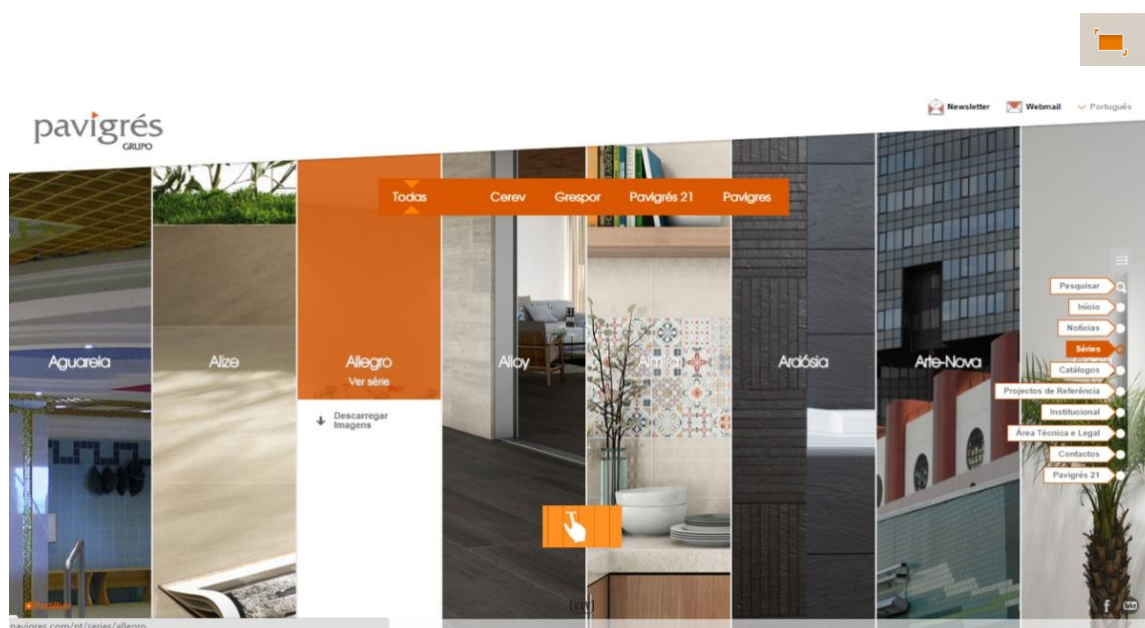 Newsletter
Webmail
Português
pavigrés
GRUPO
Todas
Cerev
Grespor
Pavigrés 21
Pavigres
Aguarela
Alize
Allegro
Ver série
Descarregar
Imagens
Alloy
Ardósia
Arte-Nova
Pesquisar
Início
Notícias
Séries
Catálogos
Projectos de Referência
Institucional
Área Técnica e Legal
Contactos
Pavigrés 21
Partilhar
pavigres.com/pt/series/allegro